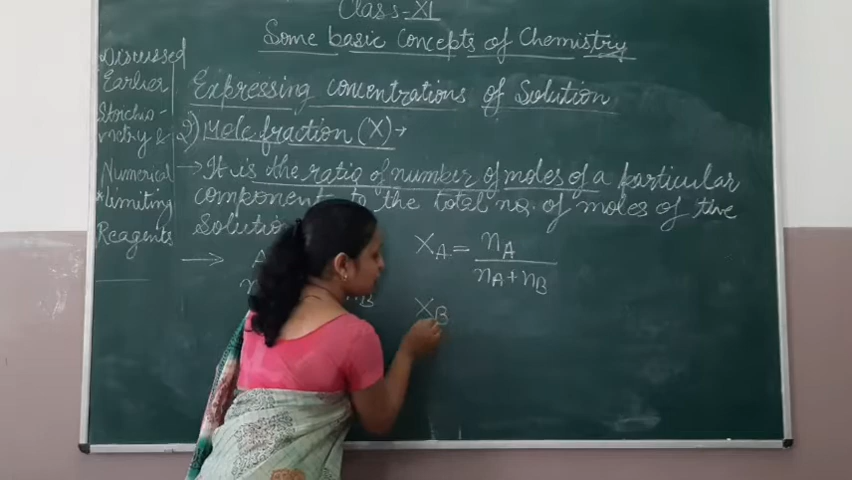 Class-XI
Some basic Concepts of Chemistry
Discussed
Earlier
Stoichio-
metry &
Numerical
*limiting
Reagents
Expressing concentrations of Solution
2) Mole fraction (X)→
→ It is the ratio of number of moles of a particular
component to the total no. of moles of the
Solution
→ A
n B
X_A = n_A / n_A + n_B
X_B